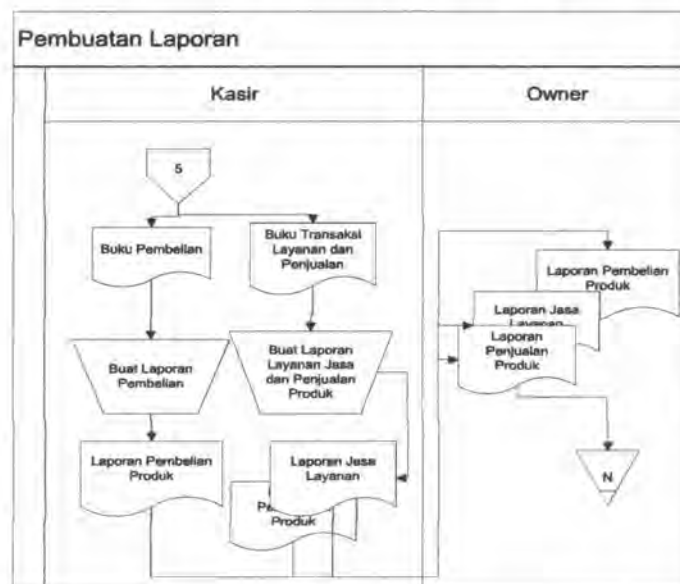 Pembuatan Laporan
Kasir
Owner
5
Buku Pembelian
Buku Transaksi
Layanan dan
Penjualan
Buat Laporan
Pembelian
Buat Laporan
Layanan Jasa
dan Penjualan
Produk
Laporan Pembelian
Produk
Laporan Jasa
Layanan
Produk
Laporan Pembelian
Produk
Laporan Jasa
Layanan
Laporan
Penjualan
Produk
N